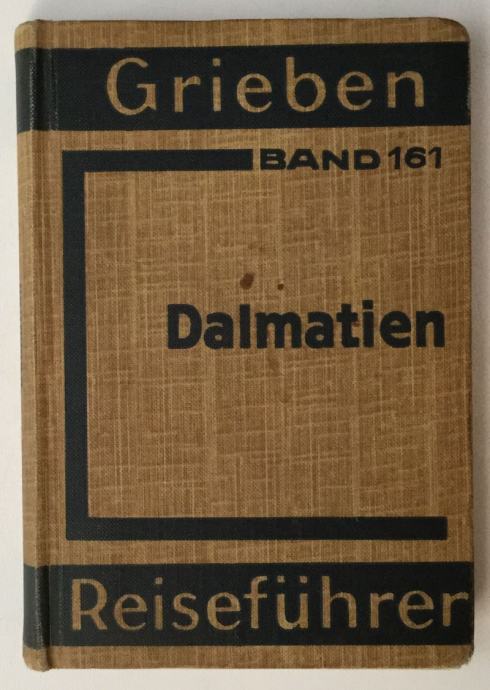 Grieben
BAND 161
Dalmatien
Reiseführer